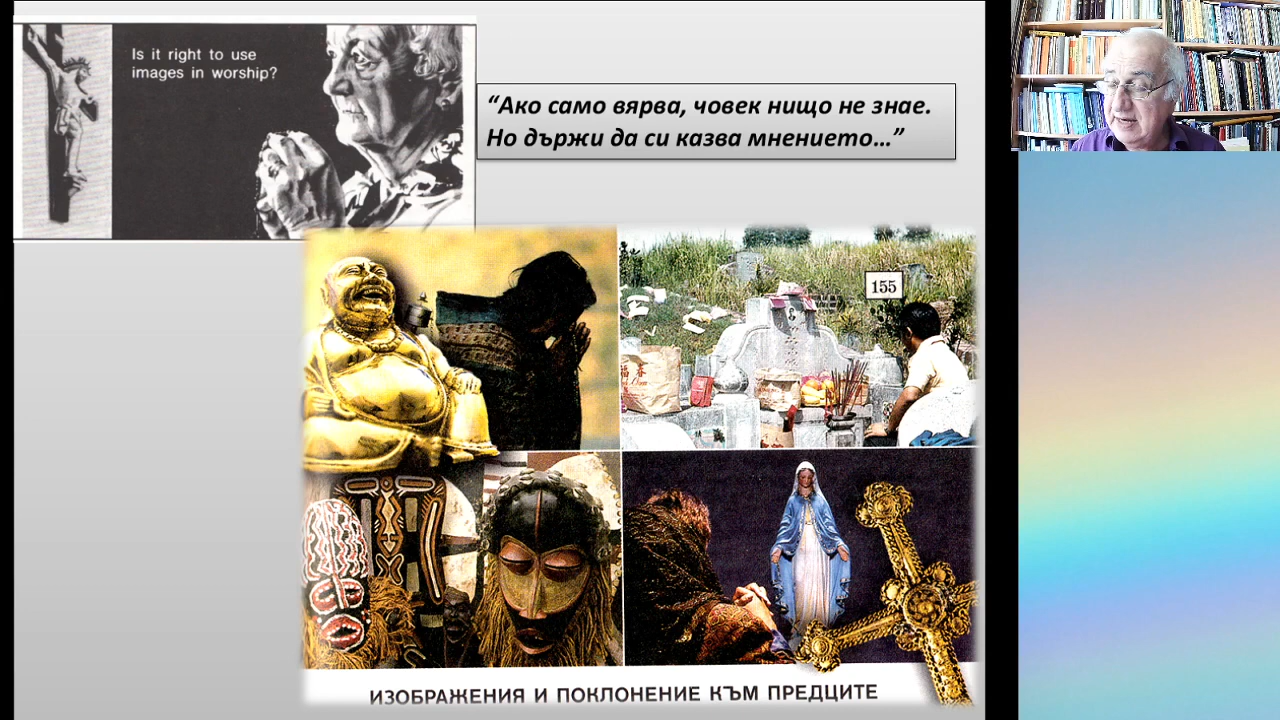 Is it right to use
images in worship?
“Ако само вярва, човек нищо не знае.
Но държи да си казва мнението...”
155
ИЗОБРАЖЕНИЯ И ПОКЛОНЕНИЕ КЪМ ПРЕДЦИТЕ